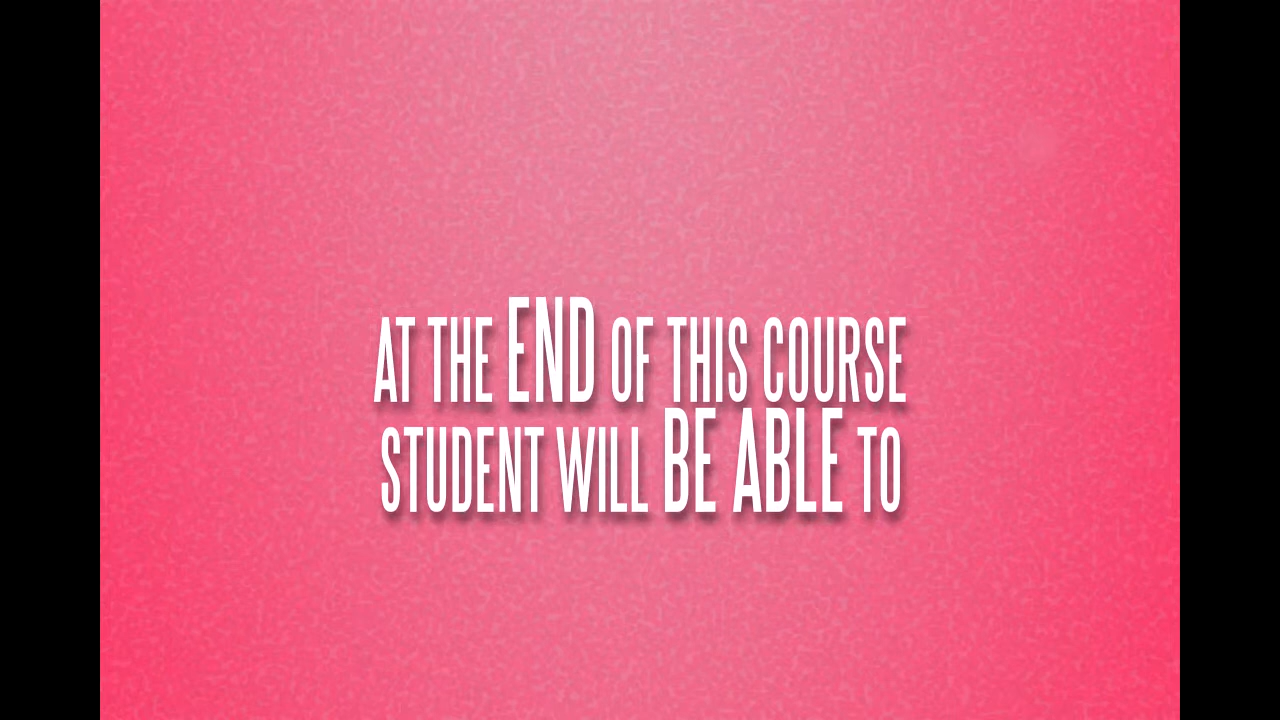 AT THE END OF THIS COURSE
STUDENT WILL BE ABLE TO